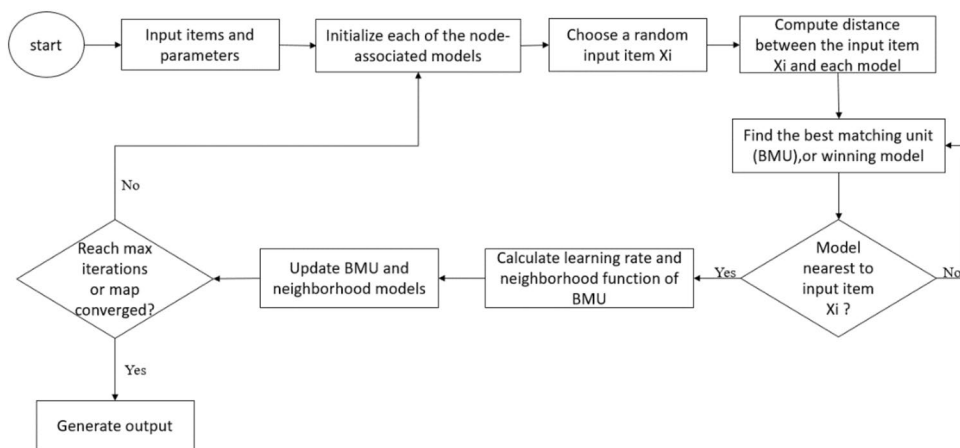 start
Input items and
parameters
Initialize each of the node-
associated models
Choose a random
input item Xi
Compute distance
between the input item
Xi and each model
Find the best matching unit
(BMU),or winning model
Model
nearest to
input item
Xi ?
No
Yes
Calculate learning rate and
neighborhood function of
BMU
Update BMU and
neighborhood models
Reach max
iterations
or map
converged?
No
Yes
Generate output